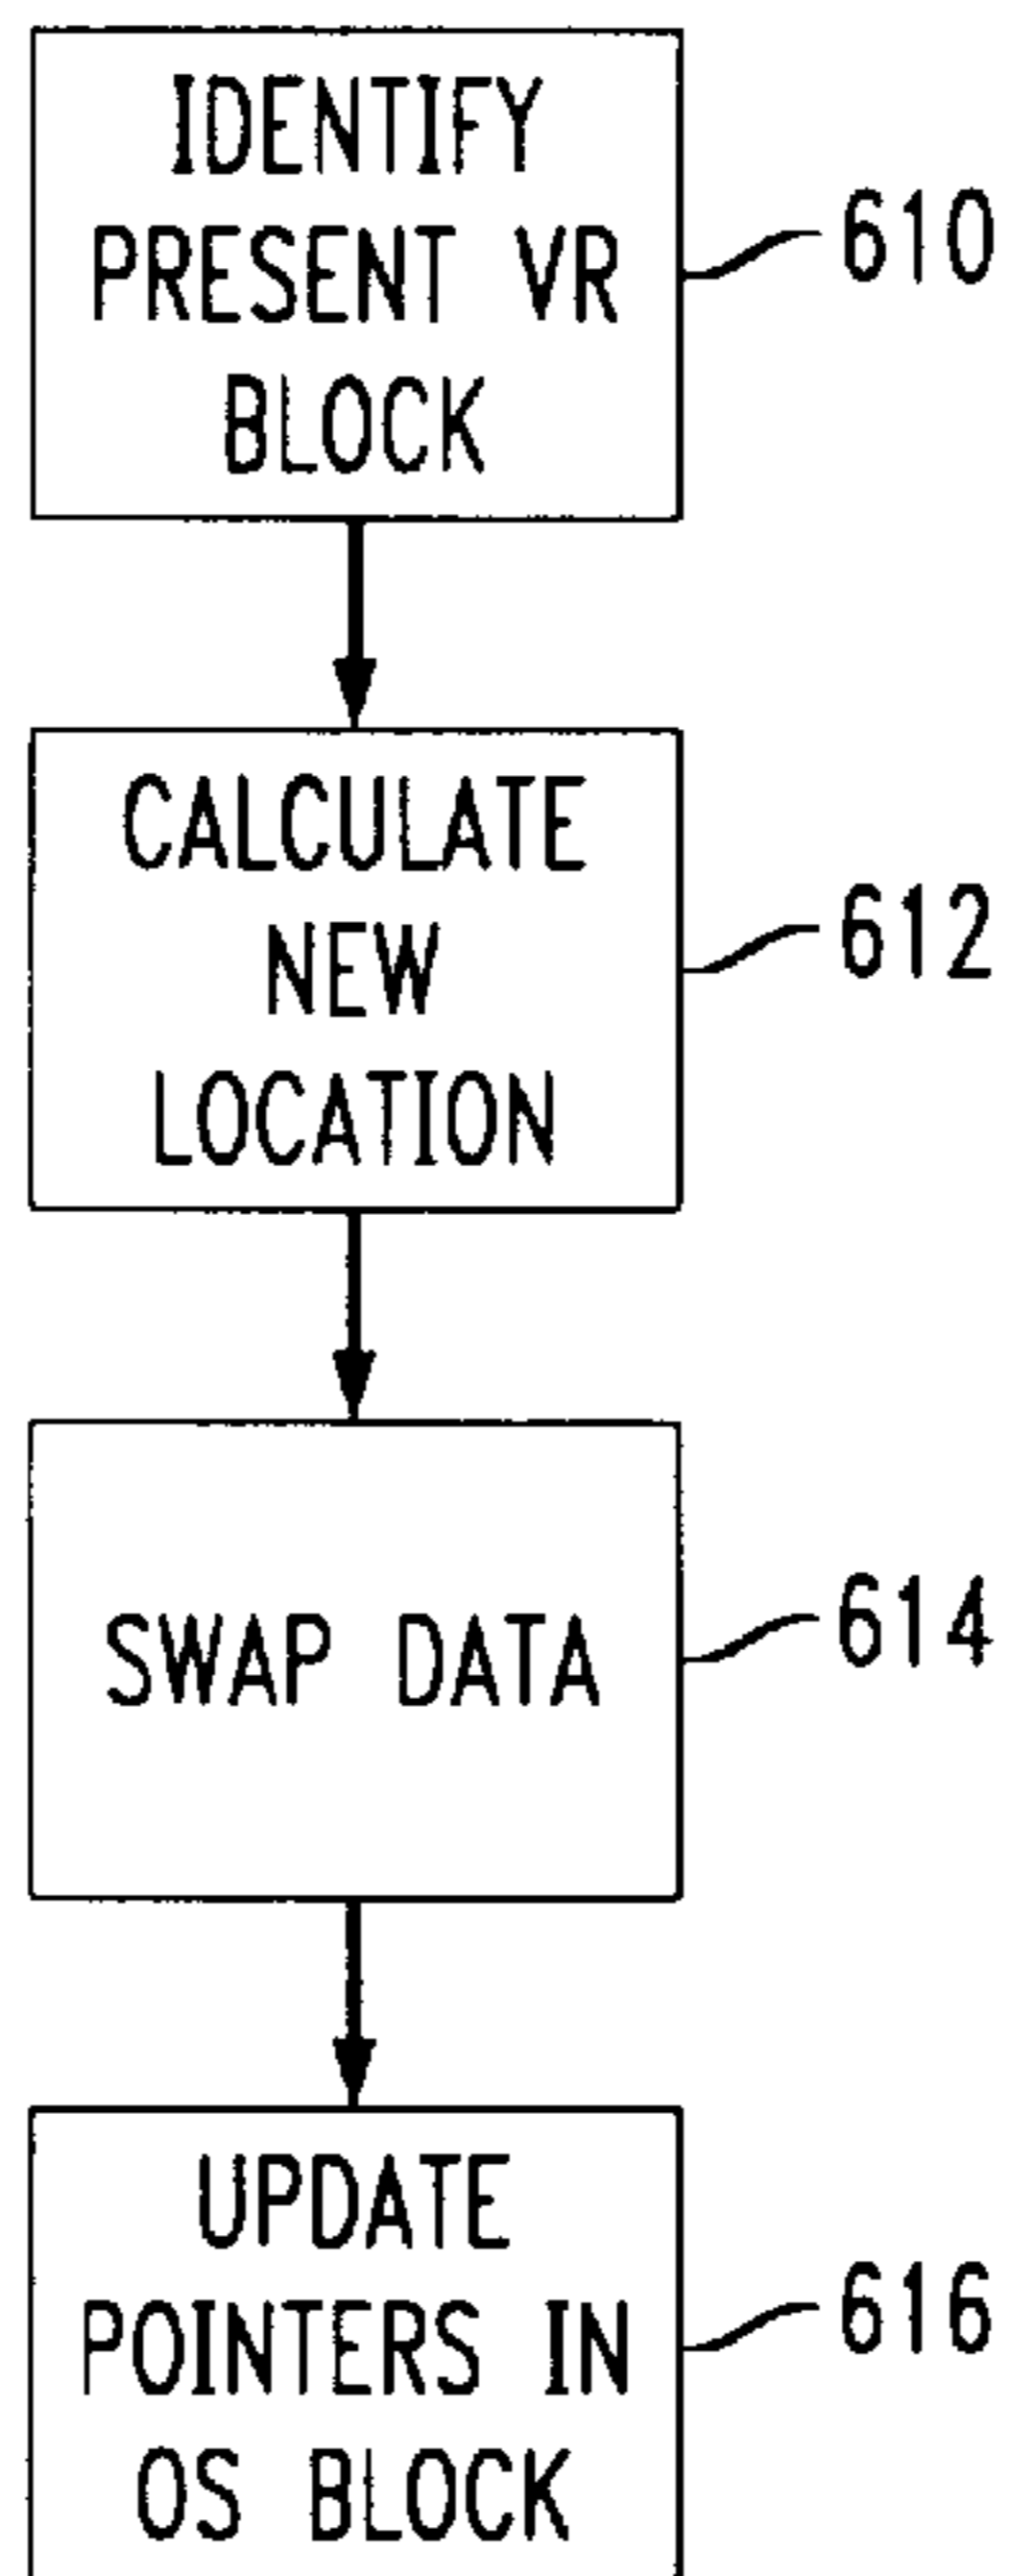 IDENTIFY
PRESENT VR
BLOCK
610
CALCULATE
NEW
LOCATION
612
SWAP DATA
614
UPDATE
POINTERS IN
OS BLOCK
616